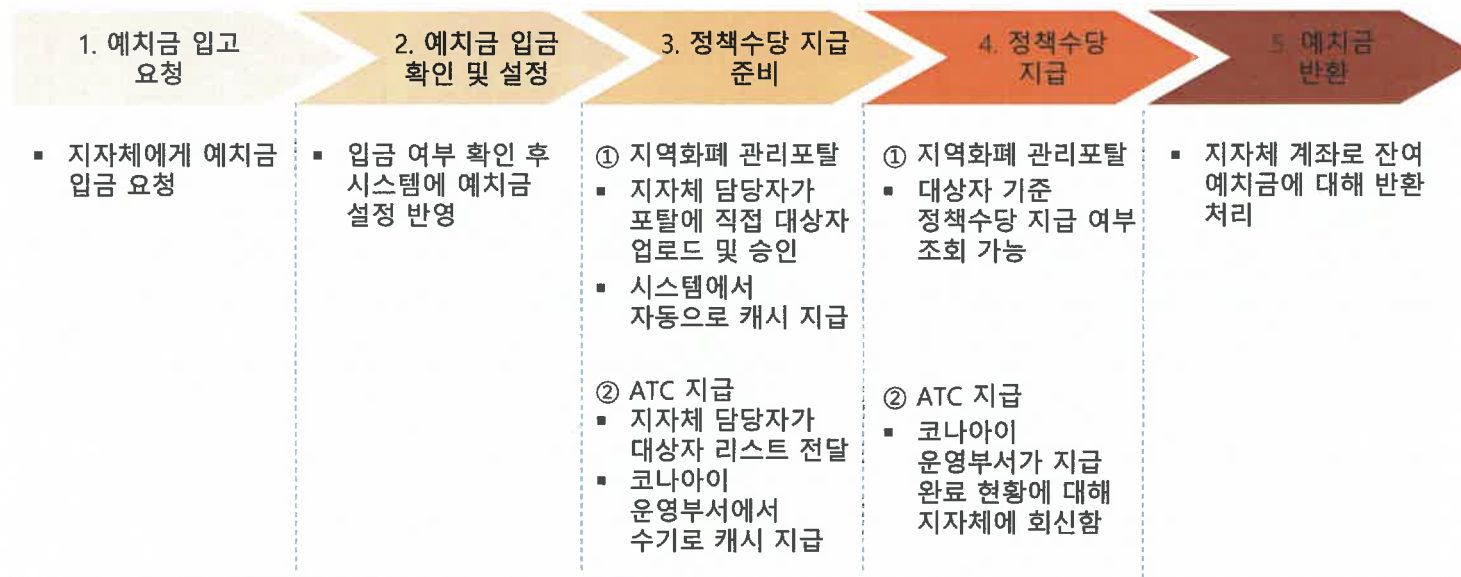 1. 예치금 입고
요청
2. 예치금 입금
확인 및 설정
3. 정책수당 지급
준비
4. 정책수당
지급
5. 예치금
반환
▪ 지자체에게 예치금
입금 요청
▪ 입금 여부 확인 후
시스템에 예치금
설정 반영
① 지역화폐 관리포탈
▪ 지자체 담당자가
포탈에 직접 대상자
업로드 및 승인
▪ 시스템에서
자동으로 캐시 지급
② ATC 지급
▪ 지자체 담당자가
대상자 리스트 전달
▪ 코나아이
운영부서에서
수기로 캐시 지급
① 지역화폐 관리포탈
▪ 대상자 기준
정책수당 지급 여부
조회 가능
② ATC 지급
▪ 코나아이
운영부서가 지급
완료 현황에 대해
지자체에 회신함
▪ 지자체 계좌로 잔여
예치금에 대해 반환
처리